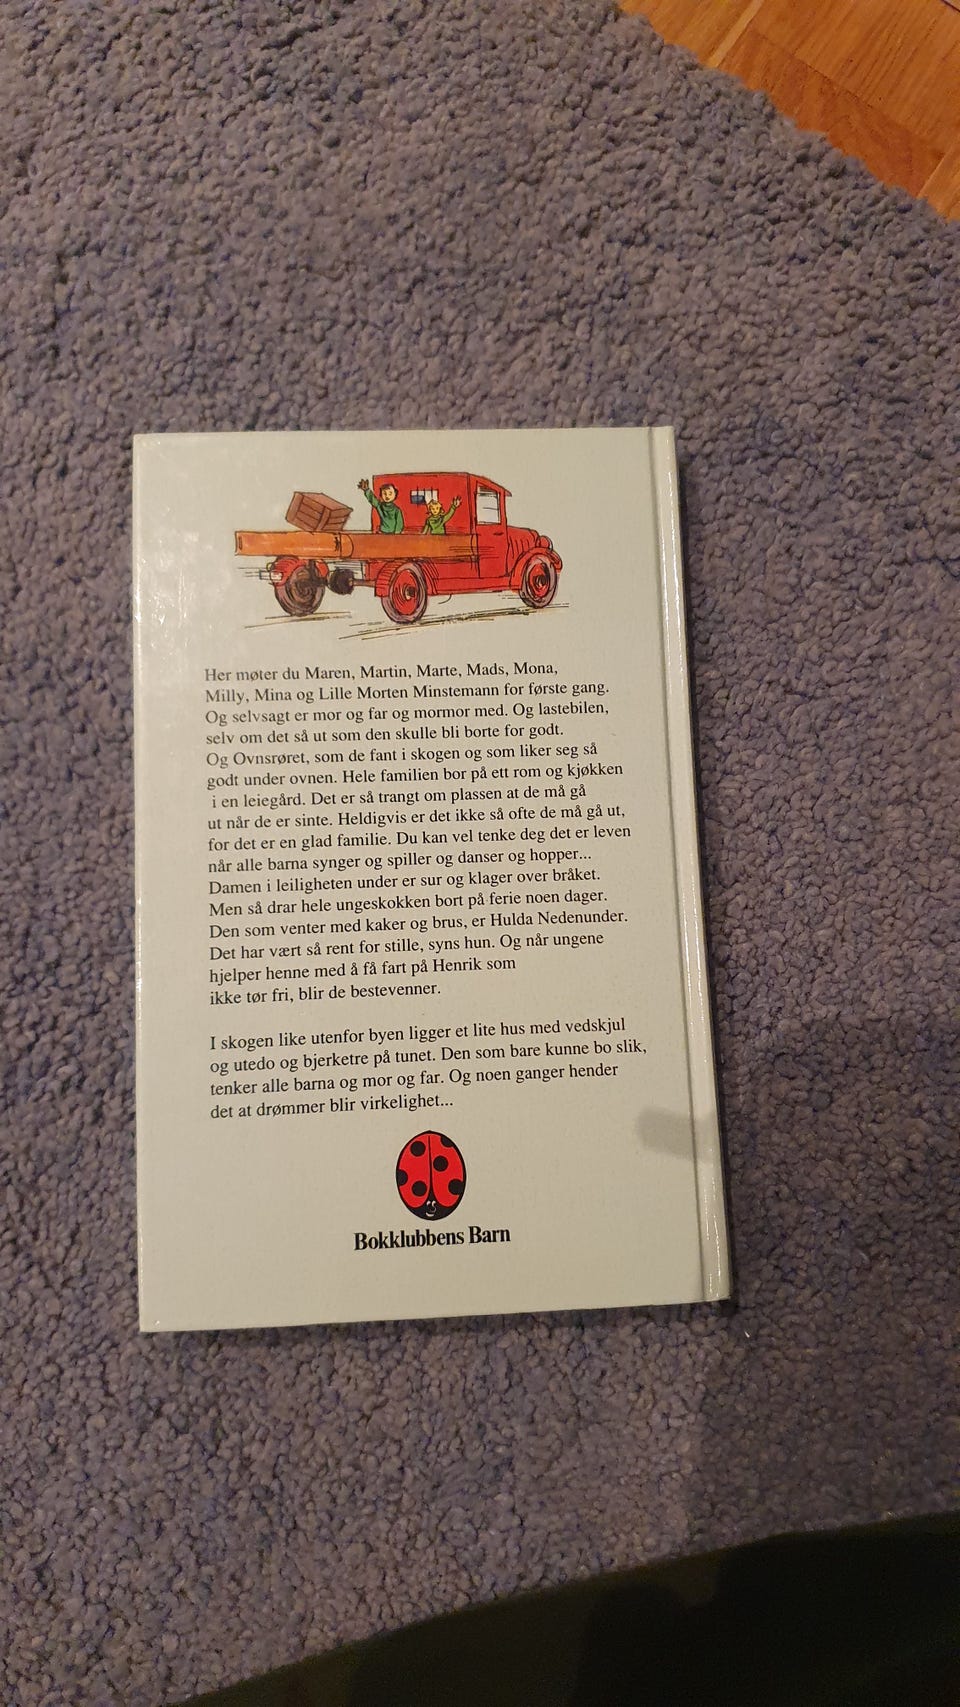 Her møter du Maren, Martin, Marte, Mads, Mona,
Milly, Mina og Lille Morten Minstemann for første gang.
Og selvsagt er mor og far og mormor med. Og lastebilen,
selv om det så ut som den skulle bli borte for godt.
Og Ovnsrøret, som de fant i skogen og som liker seg så
godt under ovnen. Hele familien bor på ett rom og kjøkken
i en leiegård. Det er så trangt om plassen at de må gå
ut når de er sinte. Heldigvis er det ikke så ofte de må gå ut,
for det er en glad familie. Du kan vel tenke deg det er leven
når alle barna synger og spiller og danser og hopper...
Damen i leiligheten under er sur og klager over bråket.
Men så drar hele ungeskokken bort på ferie noen dager.
Den som venter med kaker og brus, er Hulda Nedenunder.
Det har vært så rent for stille, syns hun. Og når ungene
hjelper henne med å få fart på Henrik som
ikke tør fri, blir de bestevenner.
I skogen like utenfor byen ligger et lite hus med vedskjul
og utedo og bjerketre på tunet. Den som bare kunne bo slik,
tenker alle barna og mor og far. Og noen ganger hender
det at drømmer blir virkelighet...
Bokklubbens Barn